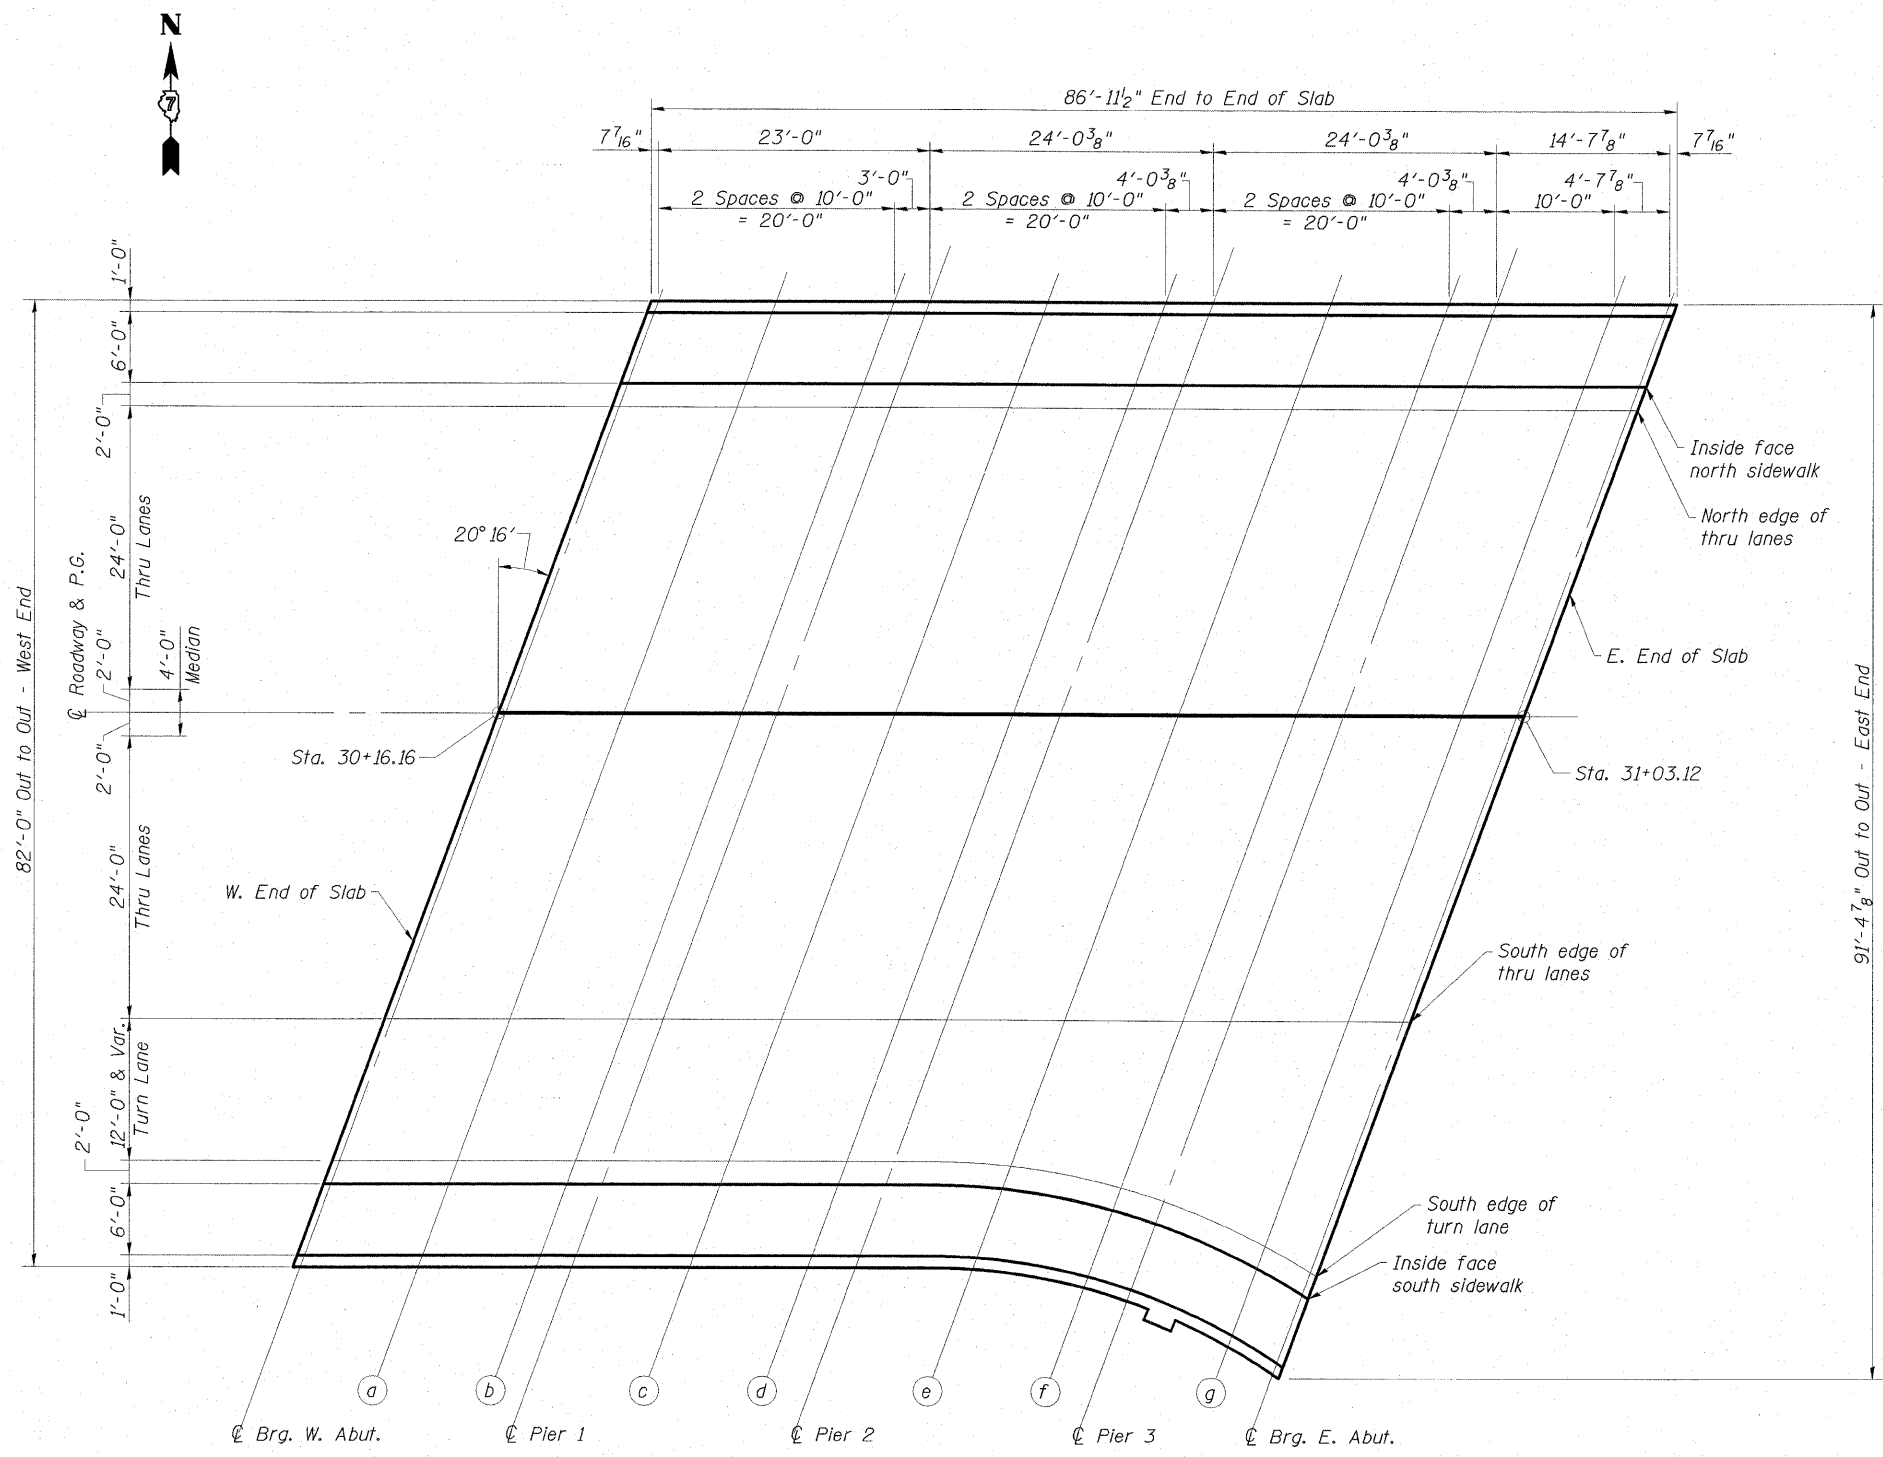 N
7
86'-11½" End to End of Slab
7 7/16"
23'-0"
24'-0 3/8"
24'-0 3/8"
14'-7 7/8"
7 7/16"
3'-0"
4'-0 3/8"
4'-0 3/8"
4'-7 7/8"
2 Spaces @ 10'-0"
= 20'-0"
2 Spaces @ 10'-0"
= 20'-0"
2 Spaces @ 10'-0"
= 20'-0"
10'-0"
1'-0"
6'-0"
2'-0"
24'-0"
Thru Lanes
20°16'
Inside face
north sidewalk
North edge of
thru lanes
82'-0" Out to Out - West End
℄ Roadway & P.G.
2'-0"
4'-0"
Median
E. End of Slab
Sta. 30+16.16
Sta. 31+03.12
2'-0"
24'-0"
Thru Lanes
91'-4 7/8" Out to Out - East End
W. End of Slab
South edge of
thru lanes
12'-0" & Var.
Turn Lane
2'-0"
6'-0"
1'-0"
South edge of
turn lane
Inside face
south sidewalk
a
b
c
d
e
f
g
℄ Brg. W. Abut.
℄ Pier 1
℄ Pier 2
℄ Pier 3
℄ Brg. E. Abut.